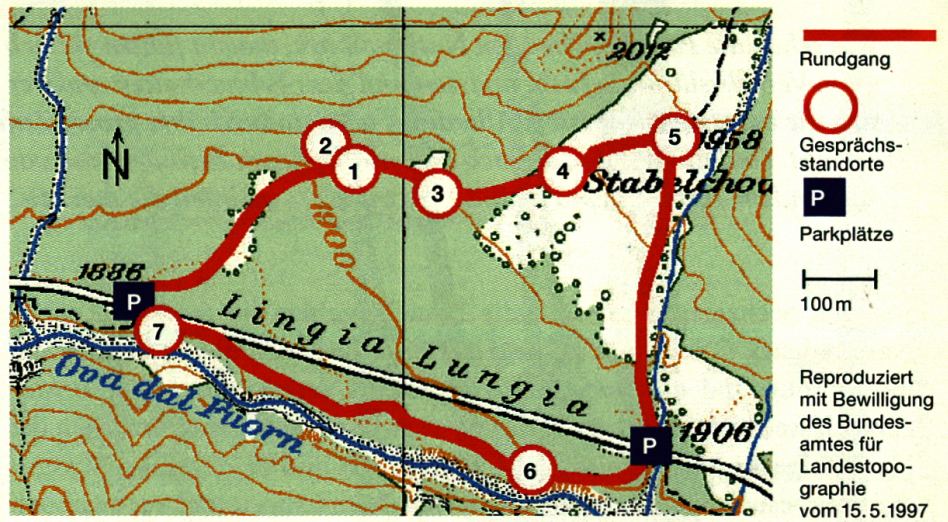 2012
N
2
1
3
4
5
1958
Stabelchod
1900
1886
P
7
Lingia Lungia
Ova dal Fuorn
6
P
1906
Rundgang
Gesprächs-
standorte
P
Parkplätze
100 m
Reproduziert
mit Bewilligung
des Bundes-
amtes für
Landestopo-
graphie
vom 15.5.1997